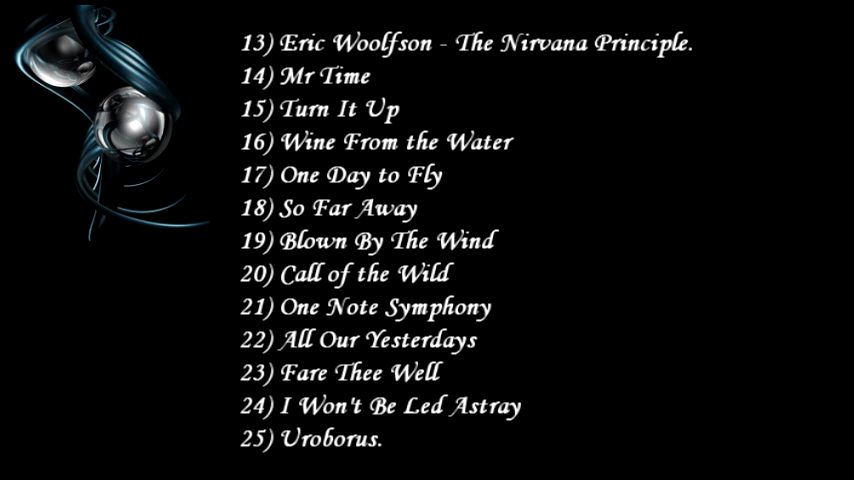 13) Eric Woolfson - The Nirvana Principle.
14) Mr Time
15) Turn It Up
16) Wine From the Water
17) One Day to Fly
18) So Far Away
19) Blown By The Wind
20) Call of the Wild
21) One Note Symphony
22) All Our Yesterdays
23) Fare Thee Well
24) I Won't Be Led Astray
25) Uroborus.